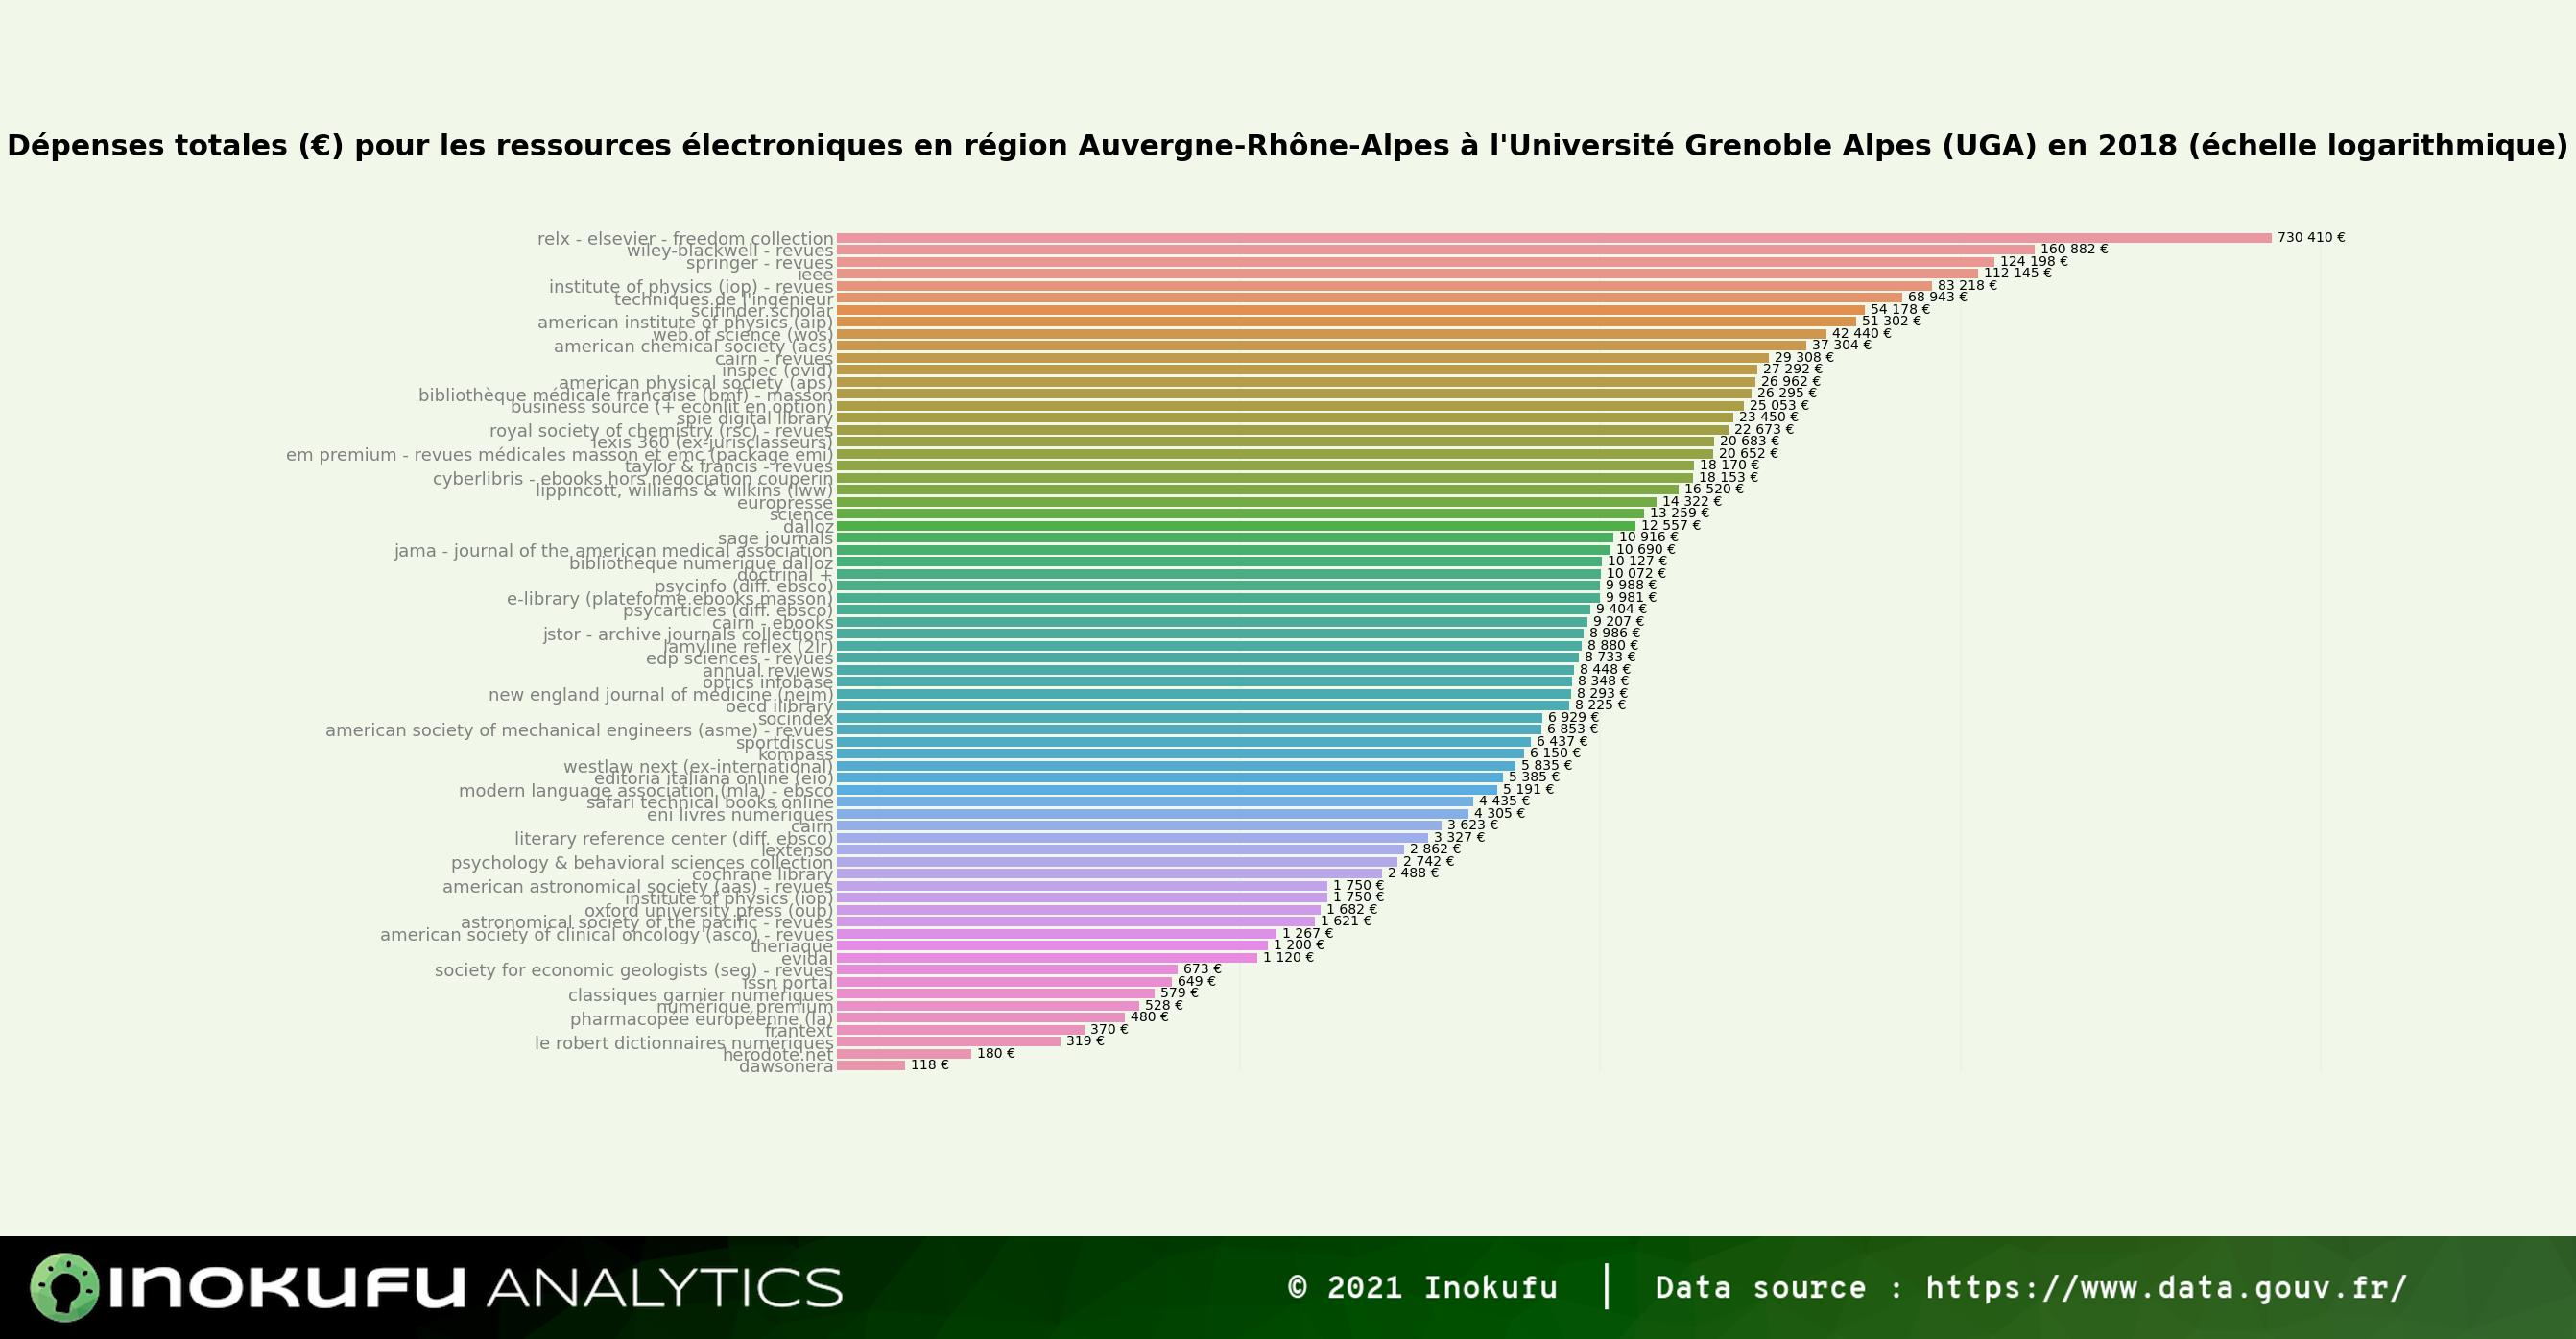 Dépenses totales (€) pour les ressources électroniques en région Auvergne-Rhône-Alpes à l'Université Grenoble Alpes (UGA) en 2018 (échelle logarithmique)
relx - elsevier - freedom collection 730 410 €
wiley-blackwell - revues 160 882 €
springer - revues 124 198 €
ieee 112 145 €
institute of physics (iop) - revues 83 218 €
techniques de l'ingénieur 68 943 €
scifinder scholar 54 178 €
american institute of physics (aip) 51 302 €
web of science (wos) 42 440 €
american chemical society (acs) 37 304 €
cairn - revues 29 308 €
inspec (ovid) 27 292 €
american physical society (aps) 26 962 €
bibliothèque médicale française (bmf) - masson 26 295 €
business source (+ econlit en option) 25 053 €
spie digital library 23 450 €
royal society of chemistry (rsc) - revues 22 673 €
lexis 360 (ex-jurisclasseurs) 20 683 €
em premium - revues médicales masson et emc (package emi) 20 652 €
taylor & francis - revues 18 170 €
cyberlibris - ebooks hors négociation couperin 18 153 €
lippincott, williams & wilkins (lww) 16 520 €
europresse 14 322 €
science 13 259 €
dalloz 12 557 €
sage journals 10 916 €
jama - journal of the american medical association 10 690 €
bibliothèque numérique dalloz 10 127 €
doctrinal + 10 072 €
psycinfo (diff. ebsco) 9 988 €
e-library (plateforme ebooks masson) 9 981 €
psycarticles (diff. ebsco) 9 404 €
cairn - ebooks 9 207 €
jstor - archive journals collections 8 986 €
lamyline reflex (2lr) 8 880 €
edp sciences - revues 8 733 €
annual reviews 8 448 €
optics infobase 8 348 €
new england journal of medicine (nejm) 8 293 €
oecd ilibrary 8 225 €
socindex 6 929 €
american society of mechanical engineers (asme) - revues 6 853 €
sportdiscus 6 437 €
kompass 6 150 €
westlaw next (ex-international) 5 835 €
editoria italiana online (eio) 5 385 €
modern language association (mla) - ebsco 5 191 €
safari technical books online 4 435 €
eni livres numériques 4 305 €
cairn 3 623 €
literary reference center (diff. ebsco) 3 327 €
lextenso 2 862 €
psychology & behavioral sciences collection 2 742 €
cochrane library 2 488 €
american astronomical society (aas) - revues 1 750 €
institute of physics (iop) 1 750 €
oxford university press (oup) 1 682 €
astronomical society of the pacific - revues 1 621 €
american society of clinical oncology (asco) - revues 1 267 €
theriaque 1 200 €
evidal 1 120 €
society for economic geologists (seg) - revues 673 €
issn portal 649 €
classiques garnier numériques 579 €
numérique premium 528 €
pharmacopée européenne (la) 480 €
frantext 370 €
le robert dictionnaires numériques 319 €
herodote.net 180 €
dawsonera 118 €
INOKUFU ANALYTICS
© 2021 Inokufu | Data source : https://www.data.gouv.fr/